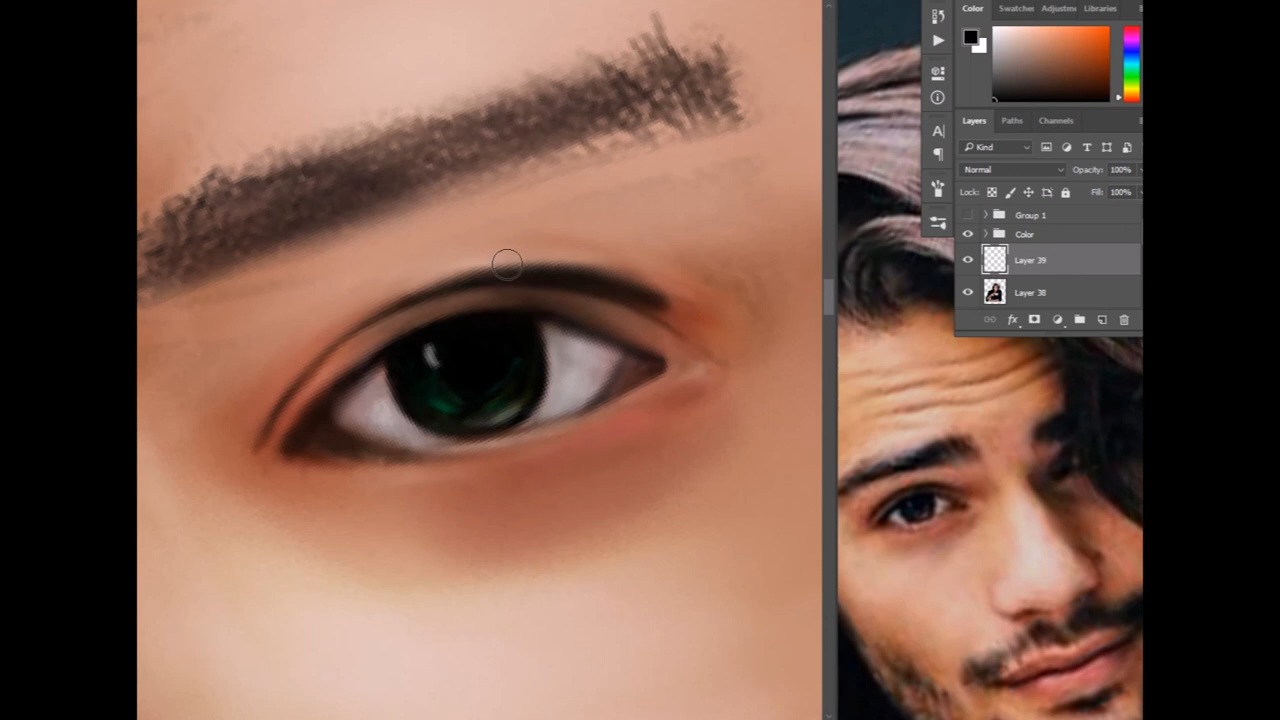 Color Swatches Adjustme Libraries
Layers Paths Channels
Kind
Normal Opacity: 100%
Lock: Fill: 100%
Group 1
Color
Layer 39
Layer 38
fx